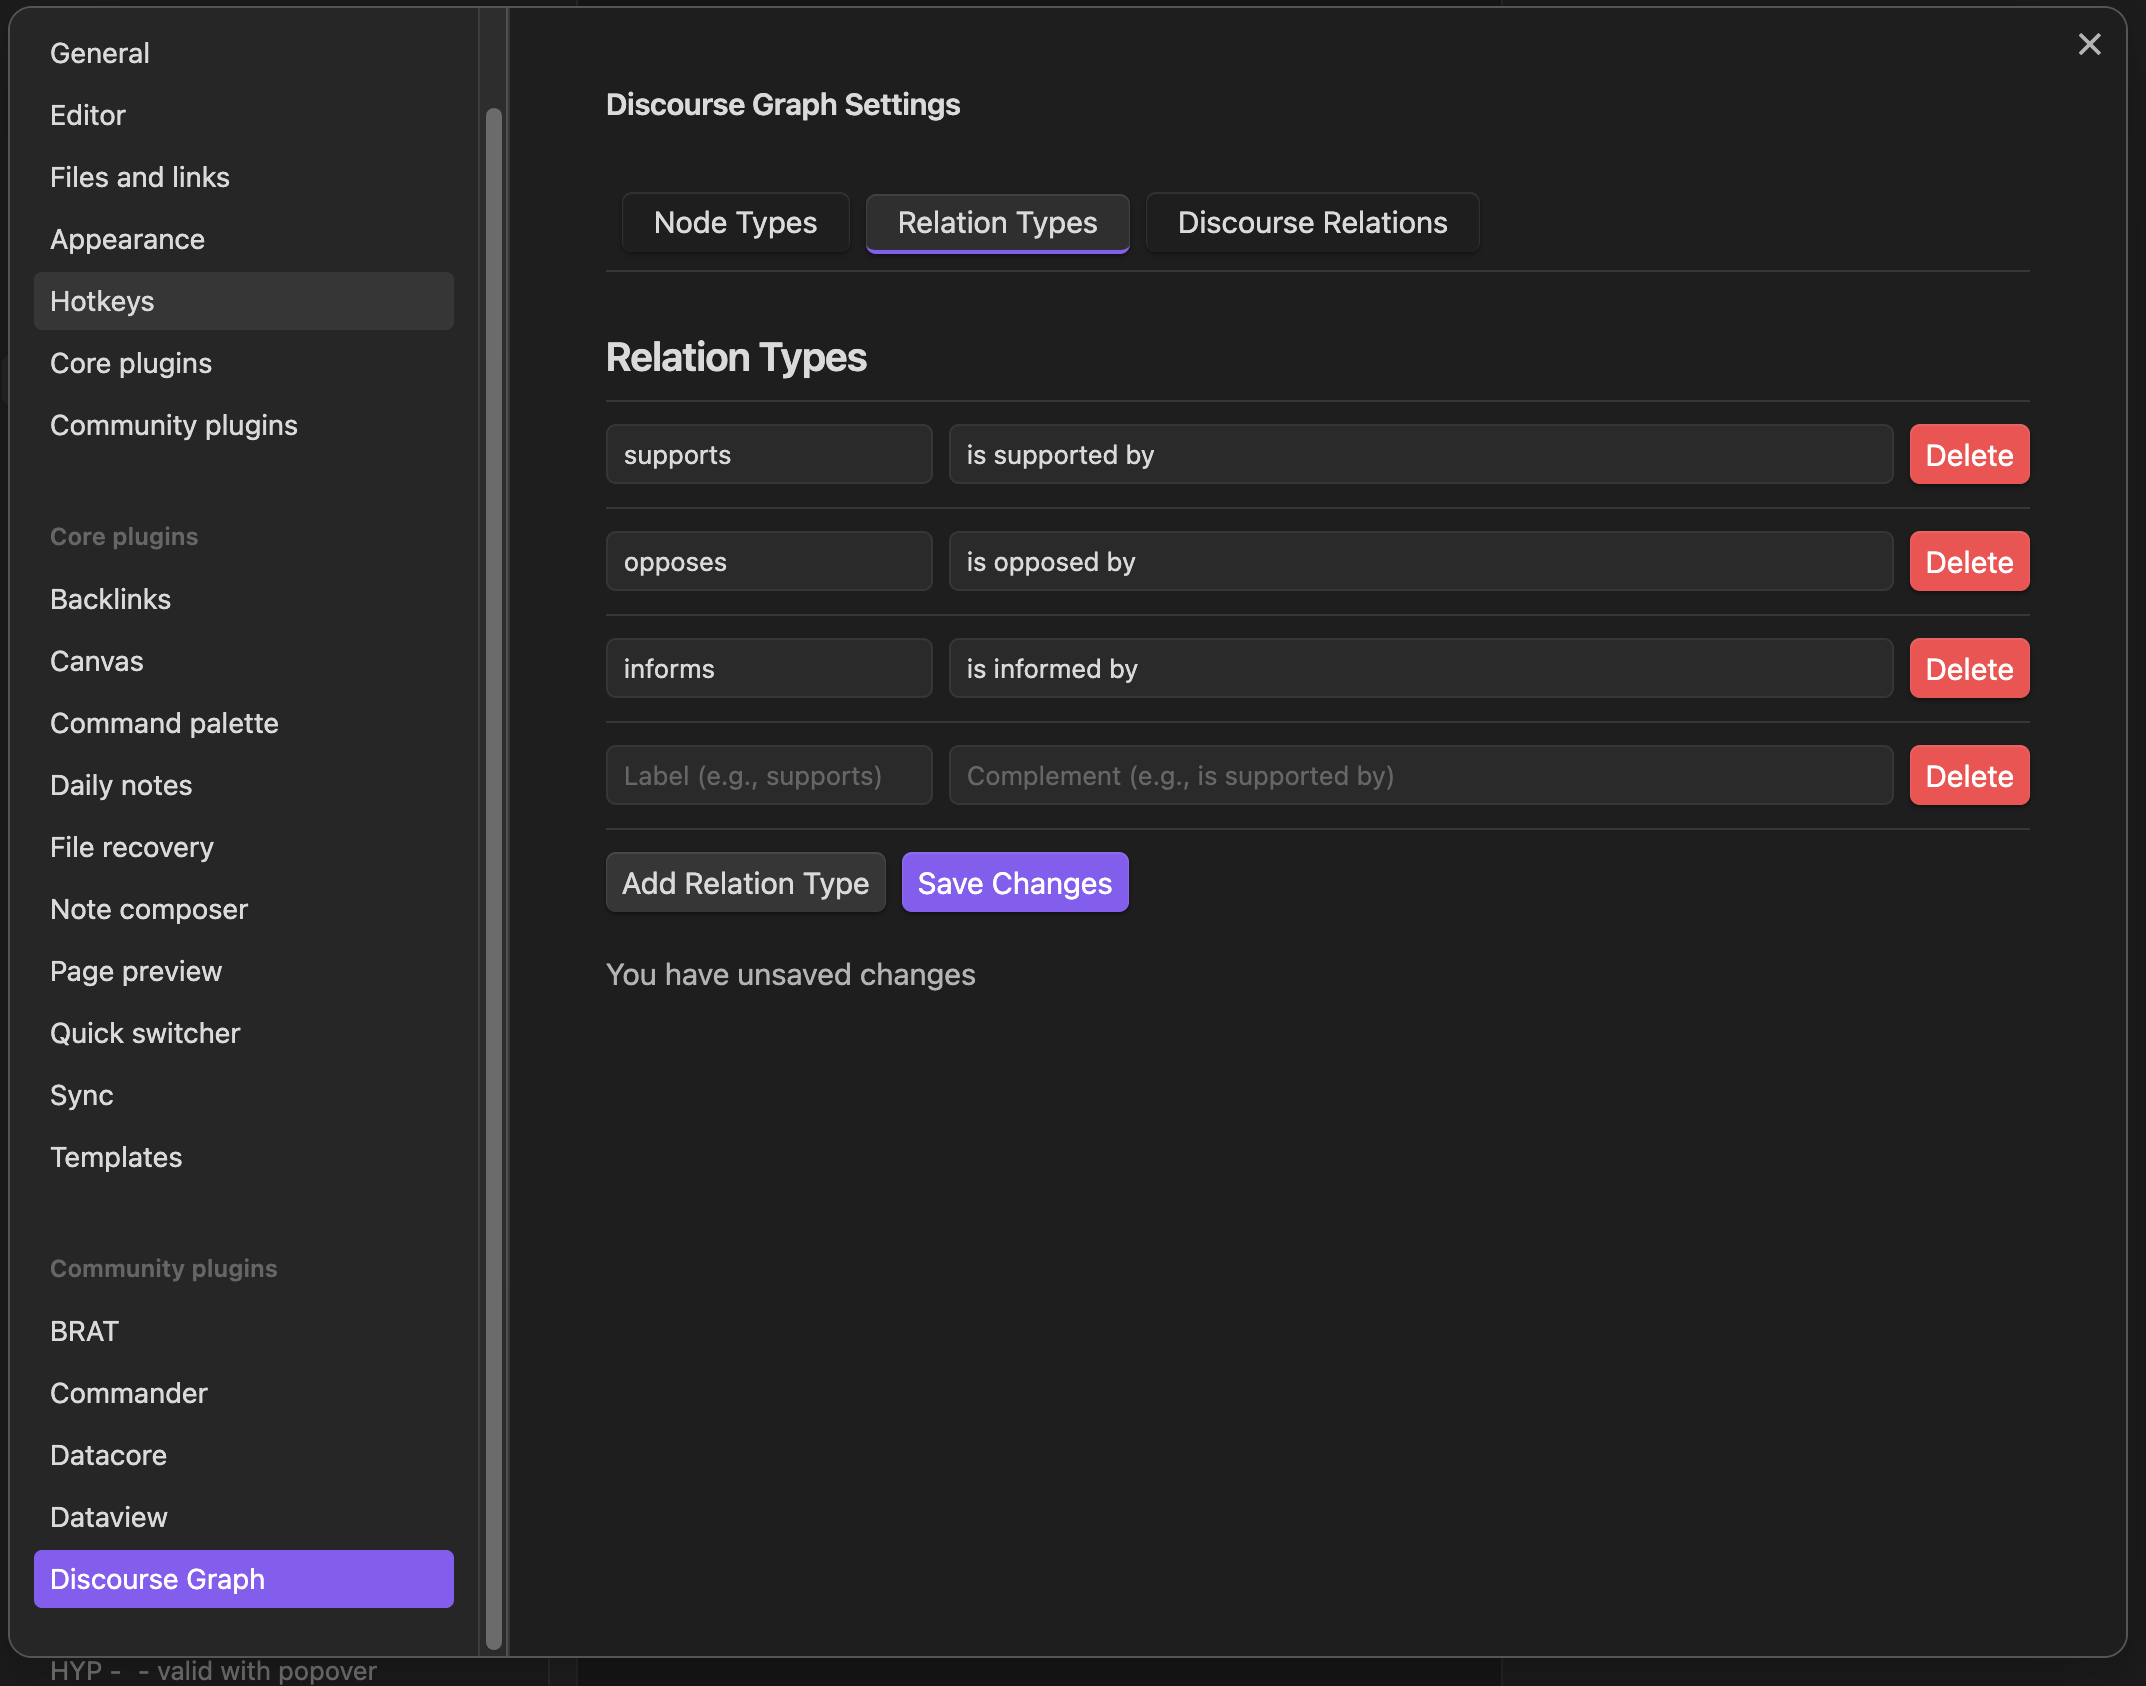 General
Editor
Files and links
Appearance
Hotkeys
Core plugins
Community plugins
Core plugins
Backlinks
Canvas
Command palette
Daily notes
File recovery
Note composer
Page preview
Quick switcher
Sync
Templates
Community plugins
BRAT
Commander
Datacore
Dataview
Discourse Graph
HYP - - valid with popover
Discourse Graph Settings
Node Types Relation Types Discourse Relations
Relation Types
supports is supported by Delete
opposes is opposed by Delete
informs is informed by Delete
Label (e.g., supports) Complement (e.g., is supported by) Delete
Add Relation Type Save Changes
You have unsaved changes